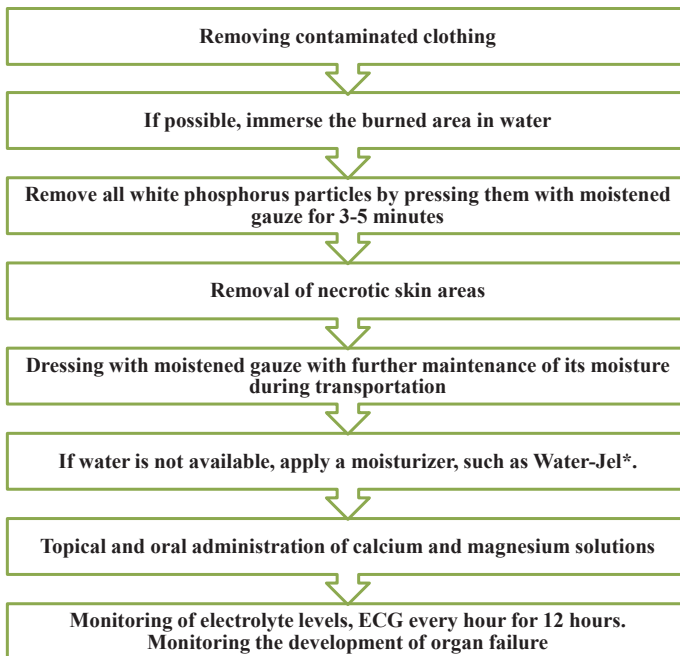 Removing contaminated clothing
If possible, immerse the burned area in water
Remove all white phosphorus particles by pressing them with moistened
gauze for 3-5 minutes
Removal of necrotic skin areas
Dressing with moistened gauze with further maintenance of its moisture
during transportation
If water is not available, apply a moisturizer, such as Water-Jel*.
Topical and oral administration of calcium and magnesium solutions
Monitoring of electrolyte levels, ECG every hour for 12 hours.
Monitoring the development of organ failure